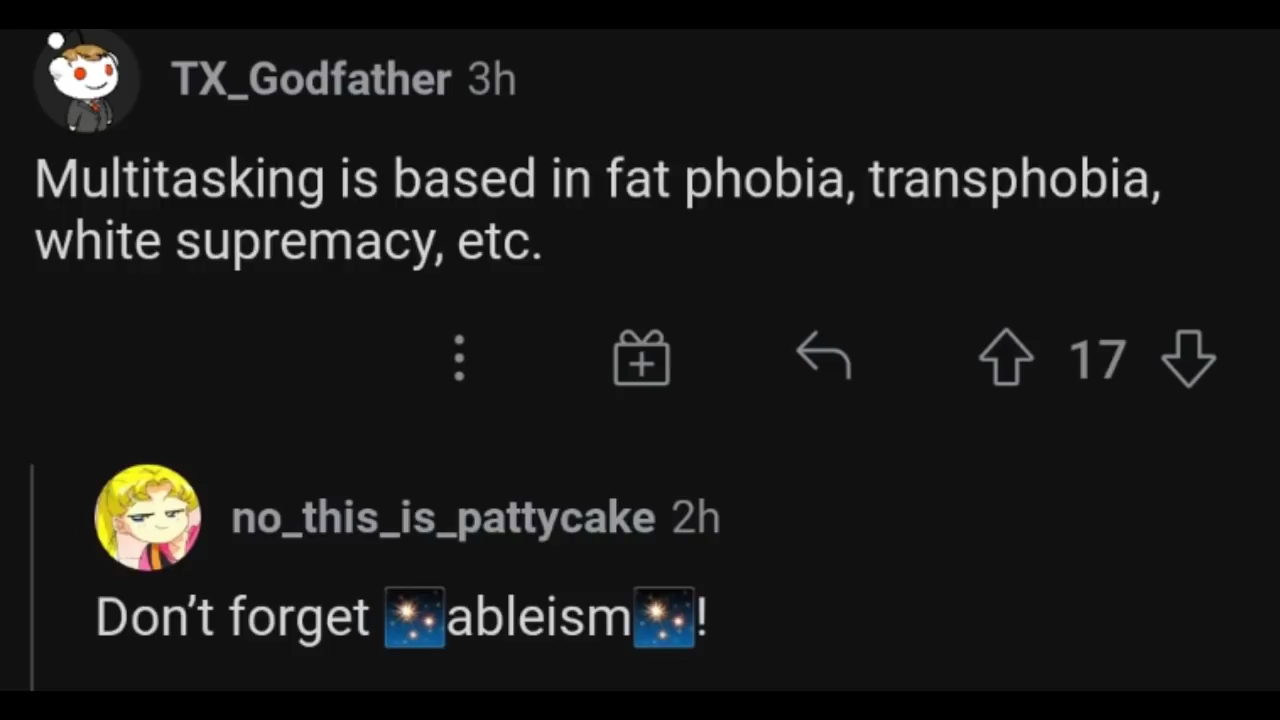 TX_Godfather 3h
Multitasking is based in fat phobia, transphobia,
white supremacy, etc.
17
no_this_is_pattycake 2h
Don’t forget 🎇ableism🎇!